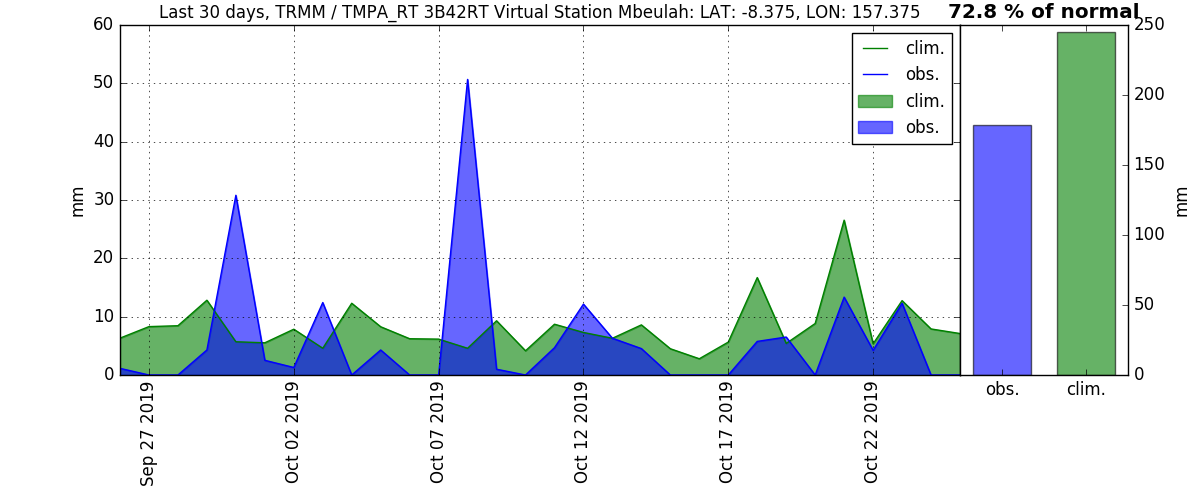 Last 30 days, TRMM / TMPA_RT 3B42RT Virtual Station Mbeulah: LAT: -8.375, LON: 157.375
72.8 % of normal
60
50
40
30
20
10
0
mm
clim.
obs.
clim.
obs.
Sep 27 2019
Oct 02 2019
Oct 07 2019
Oct 12 2019
Oct 17 2019
Oct 22 2019
250
200
150
100
50
0
mm
obs.
clim.